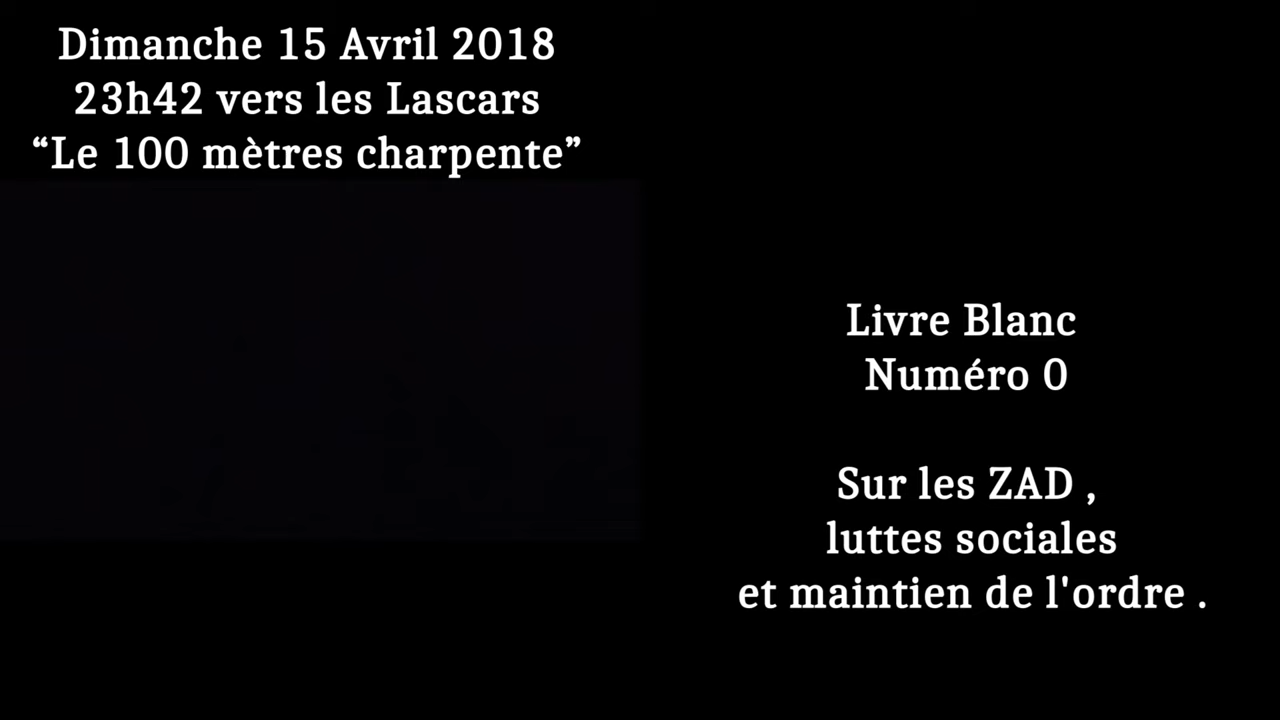 Dimanche 15 Avril 2018
23h42 vers les Lascars
“Le 100 mètres charpente”
Livre Blanc
Numéro 0
Sur les ZAD ,
luttes sociales
et maintien de l'ordre .